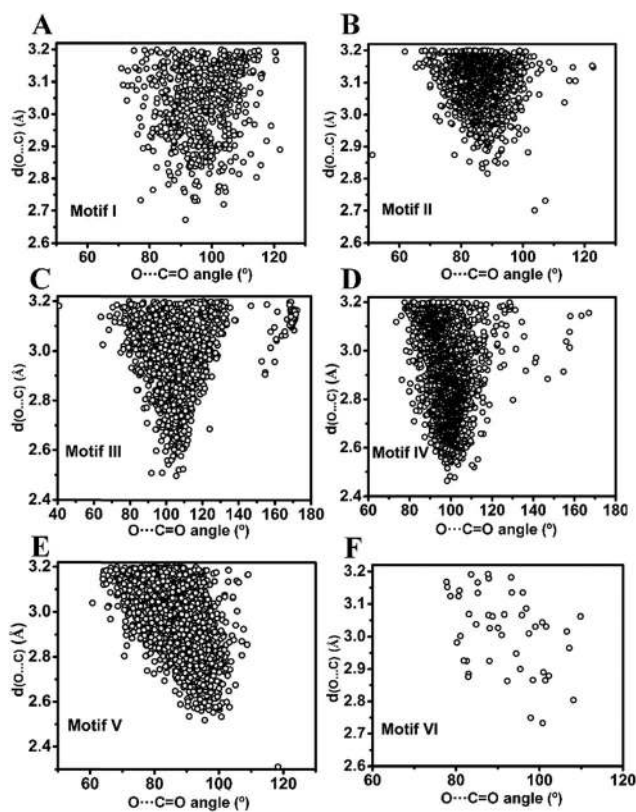 A
B
3.2
3.1
3.0
2.9
2.8
2.7
2.6
d(O...C) (Å)
Motif I
60 80 100 120
O···C=O angle (º)
3.2
3.1
3.0
2.9
2.8
2.7
2.6
d(O...C) (Å)
Motif II
60 80 100 120
O···C=O angle (º)
C
D
3.2
3.0
2.8
2.6
2.4
d(O...C) (Å)
Motif III
40 60 80 100 120 140 160 180
O···C=O angle (º)
3.2
3.0
2.8
2.6
2.4
d(O...C) (Å)
Motif IV
60 80 100 120 140 160 180
O···C=O angle (º)
E
F
3.2
3.0
2.8
2.6
2.4
d(O...C) (Å)
Motif V
60 80 100 120
O···C=O angle (º)
3.2
3.1
3.0
2.9
2.8
2.7
2.6
d(O...C) (Å)
Motif VI
60 80 100 120
O···C=O angle (º)